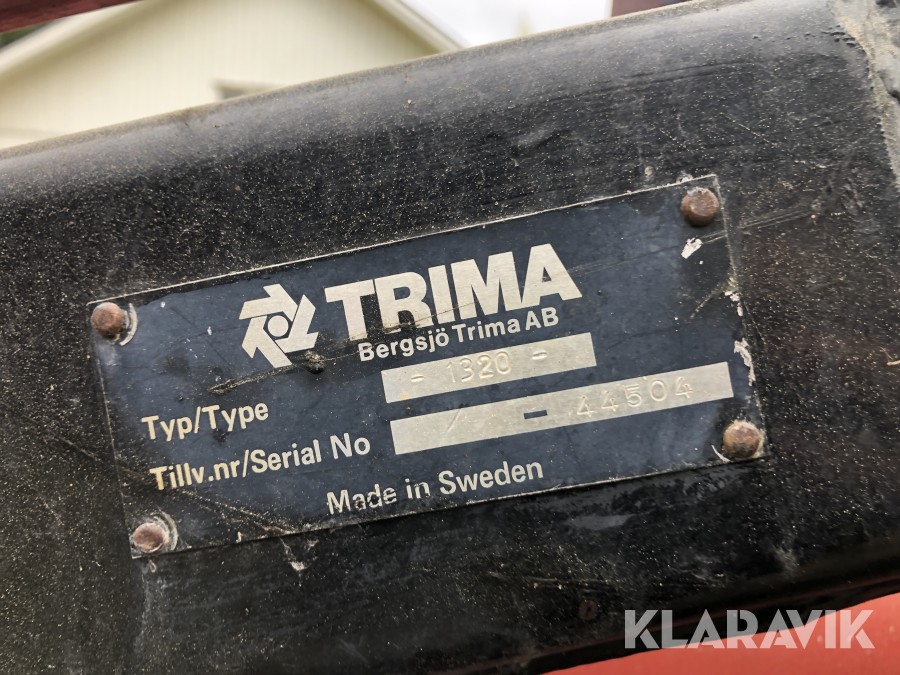 TRIMA
Bergsjö Trima AB
Typ/Type - 1320 -
Tillv.nr/Serial No / - 44504
Made in Sweden
KLARAVIK